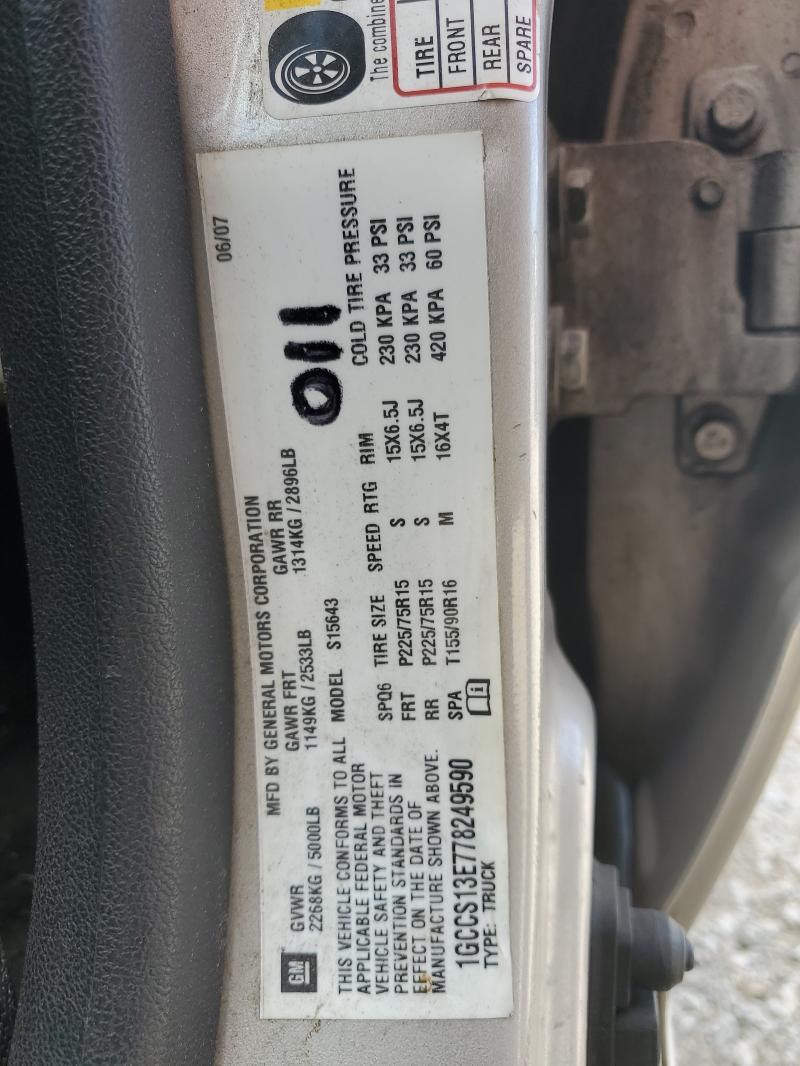 The combine
TIRE
FRONT
REAR
SPARE
06/07
MFD BY GENERAL MOTORS CORPORATION
GM
GVWR GAWR FRT GAWR RR
2268KG / 5000LB 1149KG / 2533LB 1314KG / 2896LB
011
THIS VEHICLE CONFORMS TO ALL
APPLICABLE FEDERAL MOTOR
VEHICLE SAFETY AND THEFT
PREVENTION STANDARDS IN
EFFECT ON THE DATE OF
MANUFACTURE SHOWN ABOVE.
1GCCS13E778249590
TYPE: TRUCK
MODEL S15643
COLD TIRE PRESSURE
SPQ6 TIRE SIZE SPEED RTG RIM
FRT P225/75R15 S 15X6.5J 230 KPA 33 PSI
RR P225/75R15 S 15X6.5J 230 KPA 33 PSI
SPA T155/90R16 M 16X4T 420 KPA 60 PSI